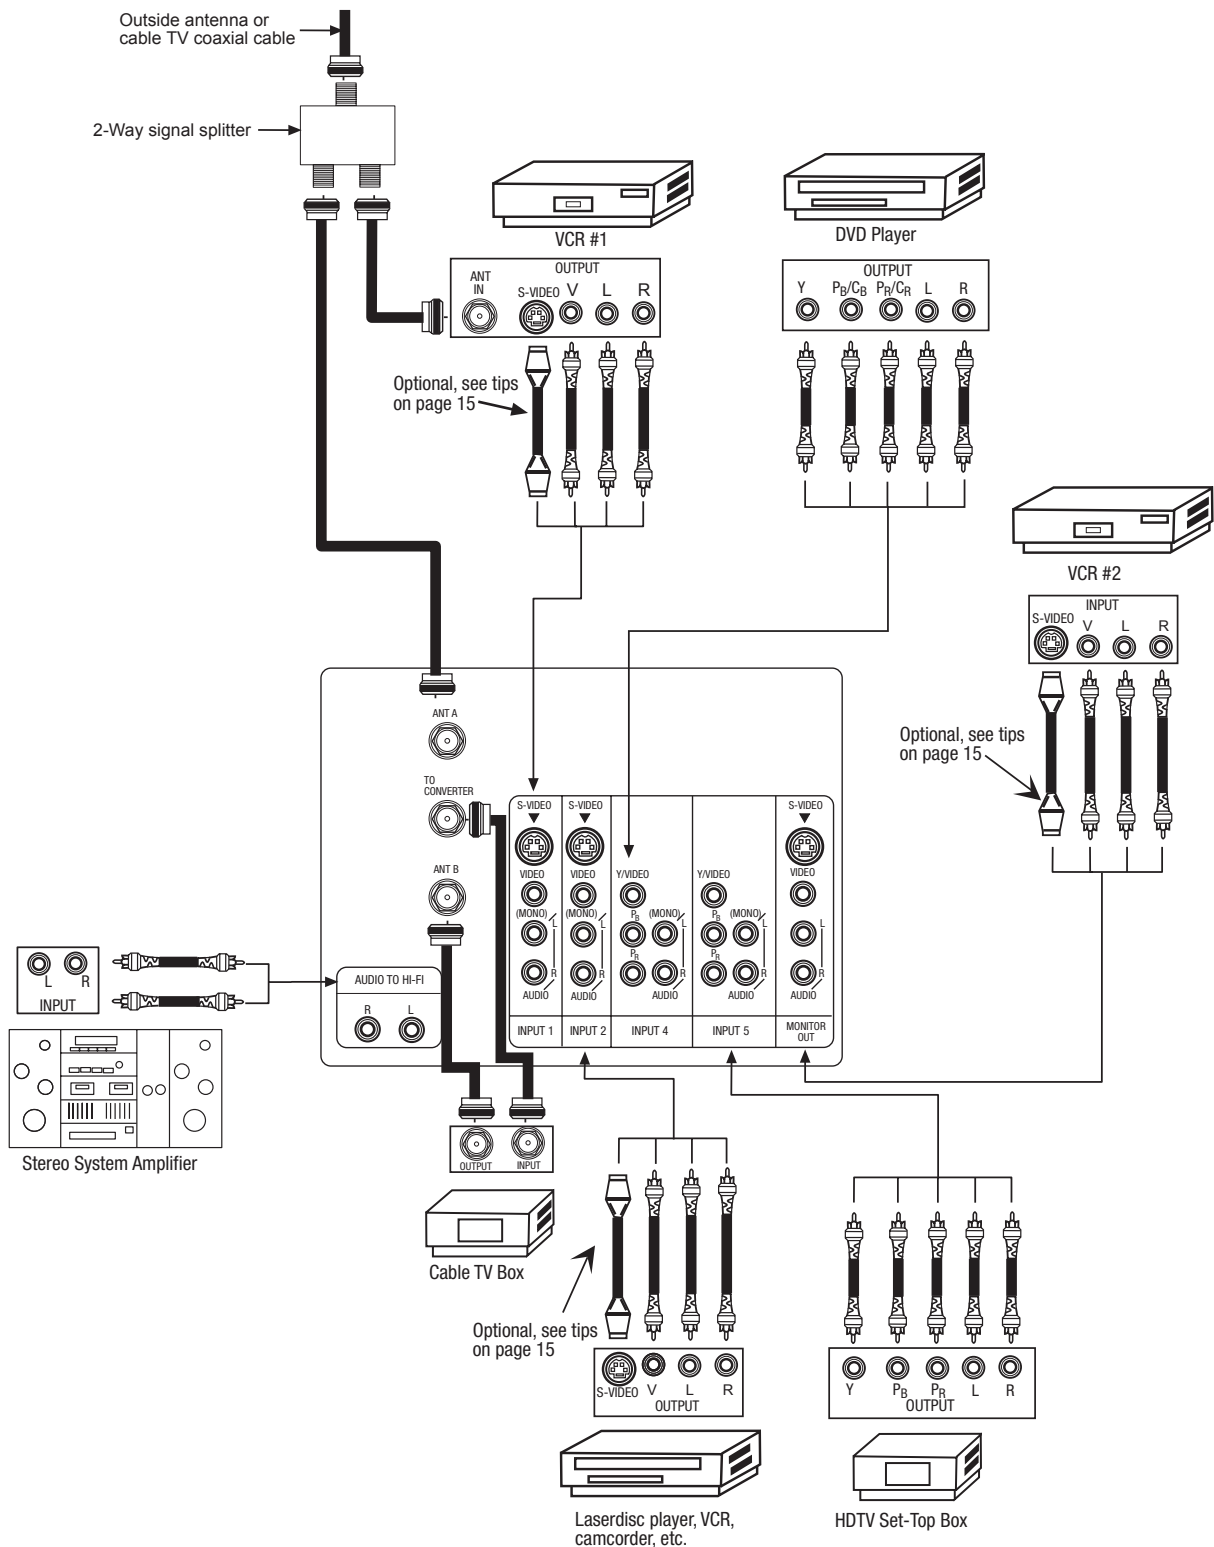 Outside antenna or
cable TV coaxial cable
2-Way signal splitter
VCR #1
DVD Player
ANT
IN
OUTPUT
S-VIDEO V L R
OUTPUT
Y PB/CB PR/CR L R
Optional, see tips
on page 15
VCR #2
INPUT
S-VIDEO V L R
Optional, see tips
on page 15
ANT A
TO
CONVERTER
ANT B
S-VIDEO
VIDEO
(MONO)
L
R
AUDIO
INPUT 1
S-VIDEO
VIDEO
(MONO)
L
R
AUDIO
INPUT 2
Y/VIDEO
PB
(MONO)
L
PR
R
AUDIO
INPUT 4
Y/VIDEO
PB
(MONO)
L
PR
R
AUDIO
INPUT 5
S-VIDEO
VIDEO
L
R
AUDIO
MONITOR
OUT
L R
INPUT
AUDIO TO HI-FI
R L
Stereo System Amplifier
OUTPUT INPUT
Cable TV Box
Optional, see tips
on page 15
S-VIDEO V L R
OUTPUT
Y PB PR L R
OUTPUT
Laserdisc player, VCR,
camcorder, etc.
HDTV Set-Top Box